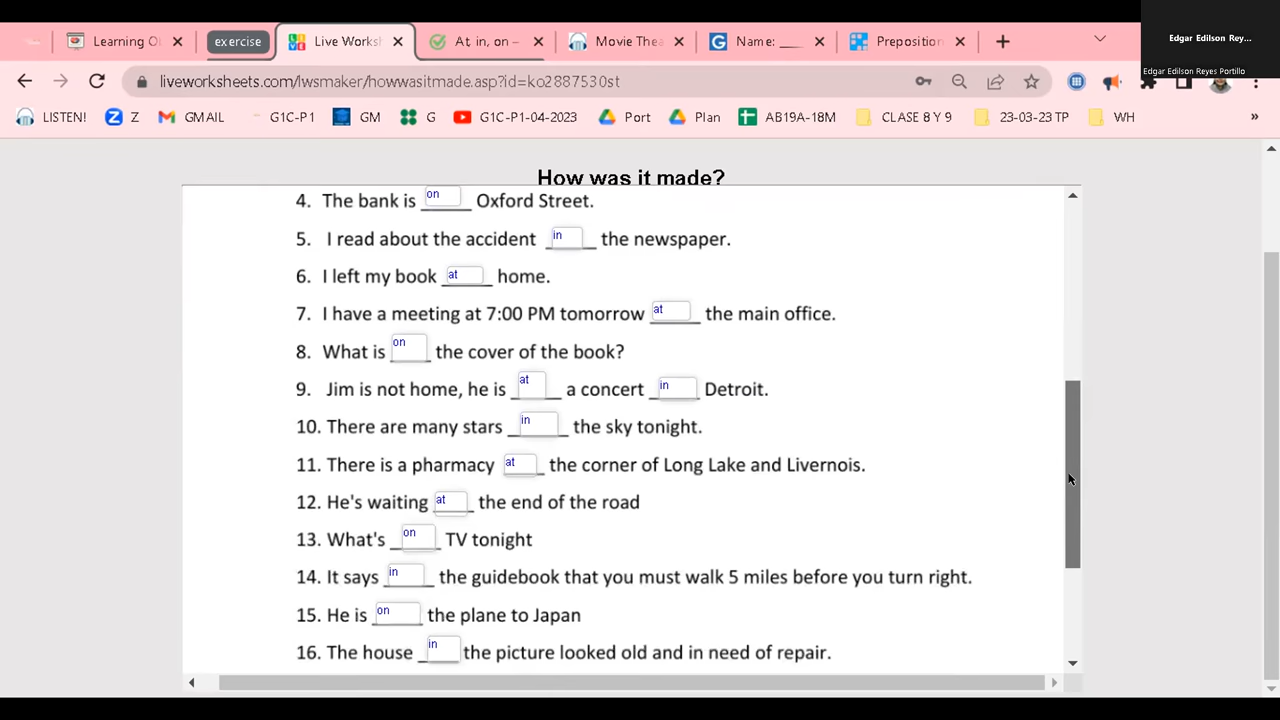 Edgar Edilson Rey...
Edgar Edilson Reyes Portillo
Learning O
exercise
Live Worksh
At, in, on –
Movie Thea
Name: ____
Preposition
liveworksheets.com/lwsmaker/howwasitmade.asp?id=ko2887530st
LISTEN! Z GMAIL G1C-P1 GM G G1C-P1-04-2023 Port Plan AB19A-18M CLASE 8 Y 9 23-03-23 TP WH »
How was it made?
4. The bank is on Oxford Street.
5. I read about the accident in the newspaper.
6. I left my book at home.
7. I have a meeting at 7:00 PM tomorrow at the main office.
8. What is on the cover of the book?
9. Jim is not home, he is at a concert in Detroit.
10. There are many stars in the sky tonight.
11. There is a pharmacy at the corner of Long Lake and Livernois.
12. He's waiting at the end of the road
13. What's on TV tonight
14. It says in the guidebook that you must walk 5 miles before you turn right.
15. He is on the plane to Japan
16. The house in the picture looked old and in need of repair.